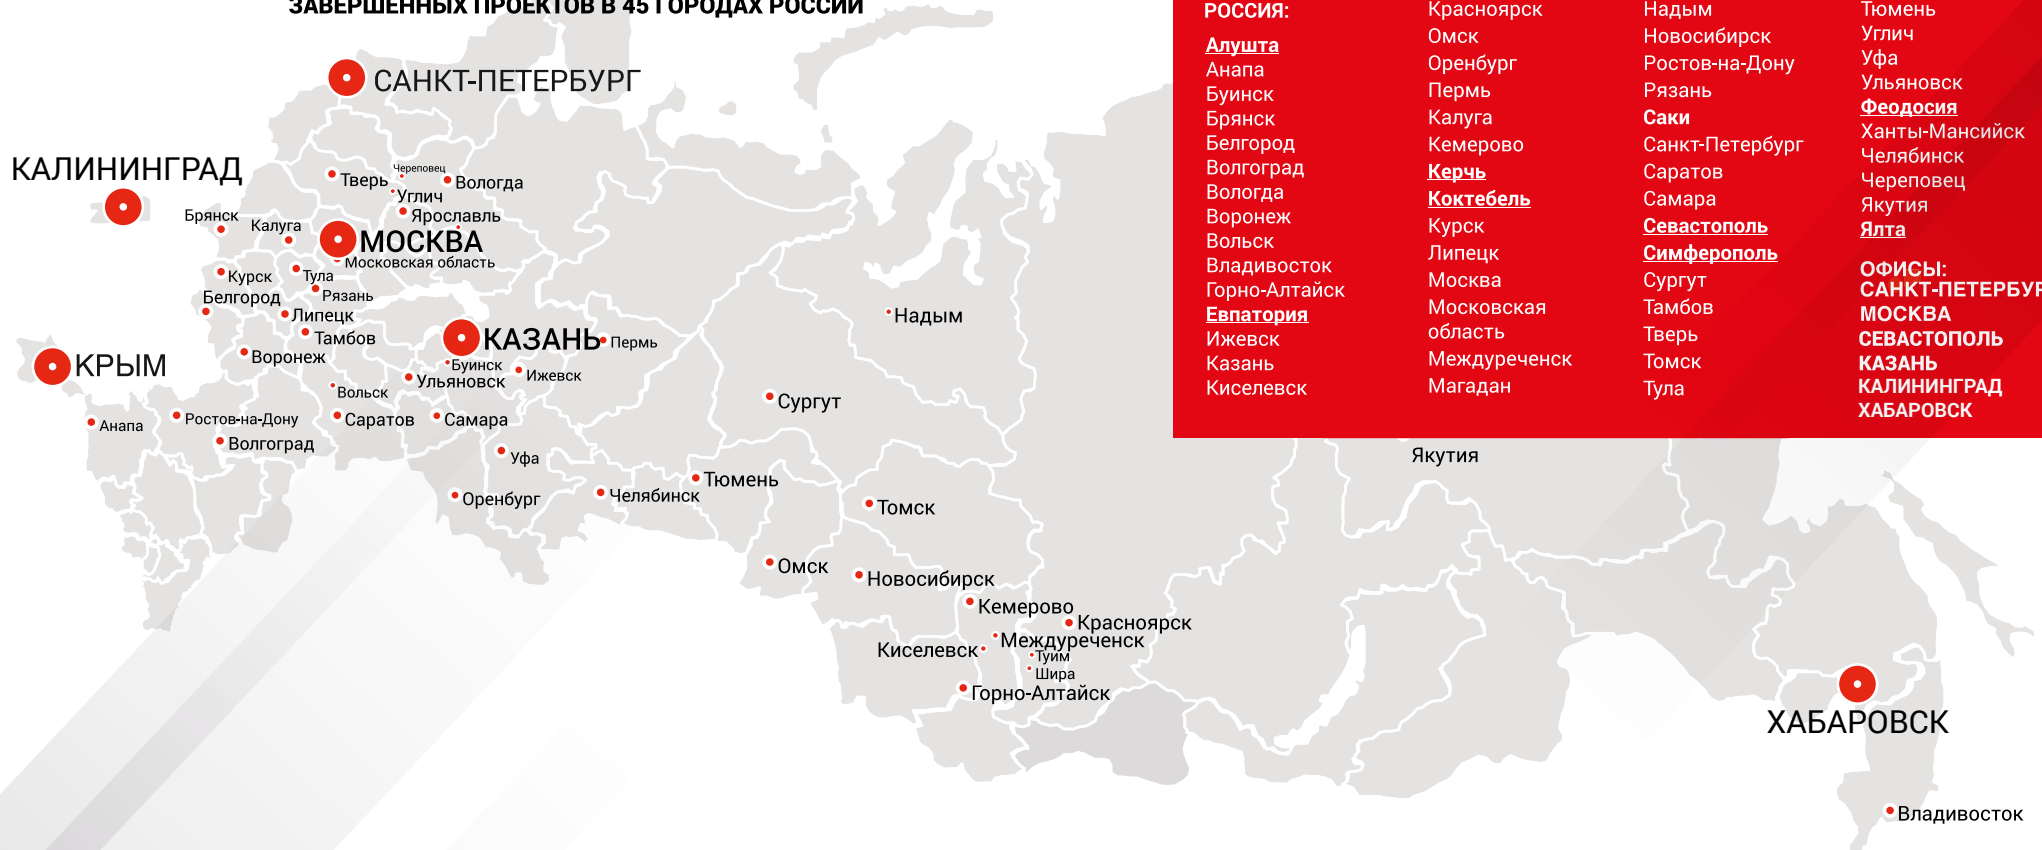 ЗАВЕРШЕННЫХ ПРОЕКТОВ В 45 ГОРОДАХ РОССИИ
САНКТ-ПЕТЕРБУРГ
КАЛИНИНГРАД
Череповец
Тверь
Вологда
Углич
Ярославль
Брянск
Калуга
МОСКВА
Московская область
Курск
Тула
Рязань
Белгород
Липецк
Тамбов
КАЗАНЬ
Пермь
Надым
КРЫМ
Воронеж
Буинск
Ульяновск
Ижевск
Вольск
Сургут
Анапа
Ростов-на-Дону
Саратов
Самара
Волгоград
Уфа
Оренбург
Челябинск
Тюмень
Томск
Омск
Новосибирск
Кемерово
Красноярск
Междуреченск
Киселевск
Туим
Шира
Горно-Алтайск
Якутия
ХАБАРОВСК
Владивосток
РОССИЯ:
Алушта
Анапа
Буинск
Брянск
Белгород
Волгоград
Вологда
Воронеж
Вольск
Владивосток
Горно-Алтайск
Евпатория
Ижевск
Казань
Киселевск
Красноярск
Омск
Оренбург
Пермь
Калуга
Кемерово
Керчь
Коктебель
Курск
Липецк
Москва
Московская
область
Междуреченск
Магадан
Надым
Новосибирск
Ростов-на-Дону
Рязань
Саки
Санкт-Петербург
Саратов
Самара
Севастополь
Симферополь
Сургут
Тамбов
Тверь
Томск
Тула
Тюмень
Углич
Уфа
Ульяновск
Феодосия
Ханты-Мансийск
Челябинск
Череповец
Якутия
Ялта
ОФИСЫ:
САНКТ-ПЕТЕРБУР
МОСКВА
СЕВАСТОПОЛЬ
КАЗАНЬ
КАЛИНИНГРАД
ХАБАРОВСК